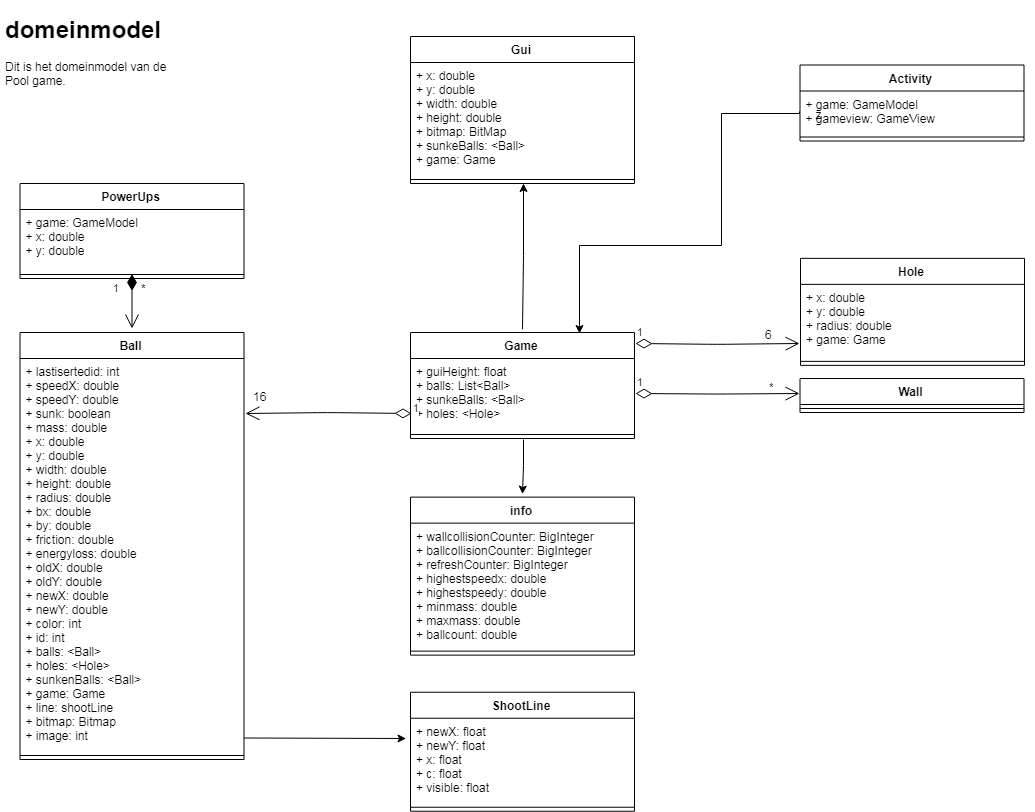 domeinmodel
Dit is het domeinmodel van de
Pool game.
Gui
+ x: double
+ y: double
+ width: double
+ height: double
+ bitmap: BitMap
+ sunkeBalls: <Ball>
+ game: Game
Activity
+ game: GameModel
+ gameview: GameView
PowerUps
+ game: GameModel
+ x: double
+ y: double
1
*
Hole
+ x: double
+ y: double
+ radius: double
+ game: Game
Ball
+ lastisertedid: int
+ speedX: double
+ speedY: double
+ sunk: boolean
+ mass: double
+ x: double
+ y: double
+ width: double
+ height: double
+ radius: double
+ bx: double
+ by: double
+ friction: double
+ energyloss: double
+ oldX: double
+ oldY: double
+ newX: double
+ newY: double
+ color: int
+ id: int
+ balls: <Ball>
+ holes: <Hole>
+ sunkenBalls: <Ball>
+ game: Game
+ line: shootLine
+ bitmap: Bitmap
+ image: int
16
1
Game
+ guiHeight: float
+ balls: List<Ball>
+ sunkeBalls: <Ball>
+ holes: <Hole>
1
6
1
*
Wall
info
+ wallcollisionCounter: BigInteger
+ ballcollisionCounter: BigInteger
+ refreshCounter: BigInteger
+ highestspeedx: double
+ highestspeedy: double
+ minmass: double
+ maxmass: double
+ ballcount: double
ShootLine
+ newX: float
+ newY: float
+ x: float
+ c: float
+ visible: float